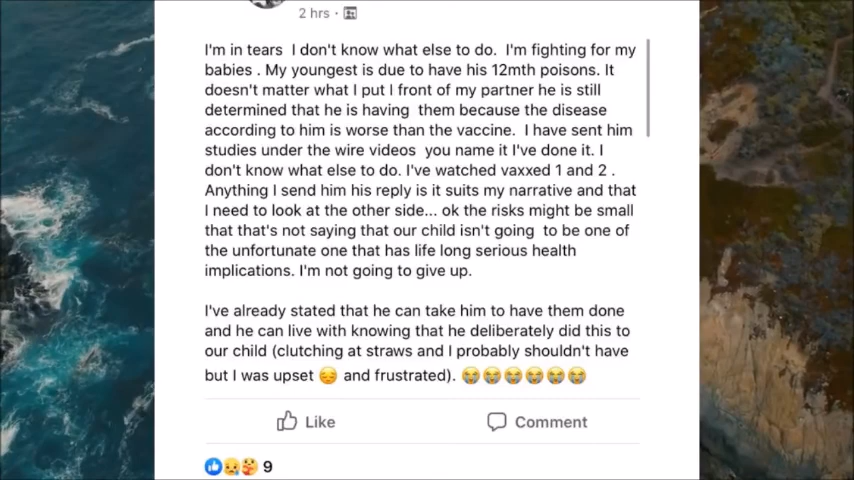 2 hrs ·
I'm in tears I don't know what else to do. I'm fighting for my
babies . My youngest is due to have his 12mth poisons. It
doesn't matter what I put I front of my partner he is still
determined that he is having them because the disease
according to him is worse than the vaccine. I have sent him
studies under the wire videos you name it I've done it. I
don't know what else to do. I've watched vaxxed 1 and 2 .
Anything I send him his reply is it suits my narrative and that
I need to look at the other side... ok the risks might be small
that that's not saying that our child isn't going to be one of
the unfortunate one that has life long serious health
implications. I'm not going to give up.
I've already stated that he can take him to have them done
and he can live with knowing that he deliberately did this to
our child (clutching at straws and I probably shouldn't have
but I was upset 😔 and frustrated). 😭😭😭😭😭😭
Like
Comment
9